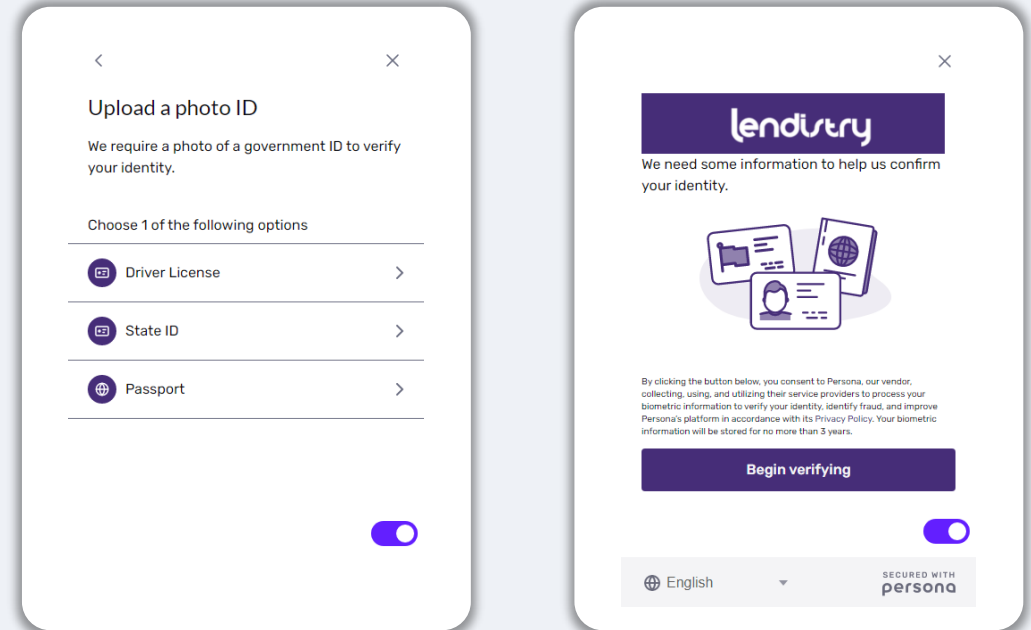 Upload a photo ID
We require a photo of a government ID to verify
your identity.
Choose 1 of the following options
Driver License
State ID
Passport
lendistry
We need some information to help us confirm
your identity.
By clicking the button below, you consent to Persona, our vendor,
collecting, using, and utilizing their service providers to process your
biometric information to verify your identity, identify fraud, and improve
Persona's platform in accordance with its Privacy Policy. Your biometric
information will be stored for no more than 3 years.
Begin verifying
English
SECURED WITH
persona